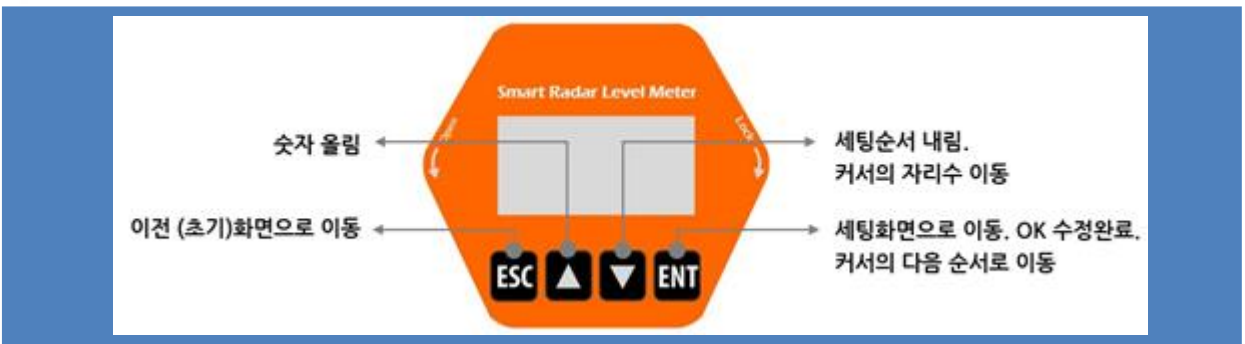 Smart Radar Level Meter
Open
Lock
숫자 올림
세팅순서 내림.
커서의 자리수 이동
이전 (초기)화면으로 이동
세팅화면으로 이동. OK 수정완료.
커서의 다음 순서로 이동
ESC ▲ ▼ ENT